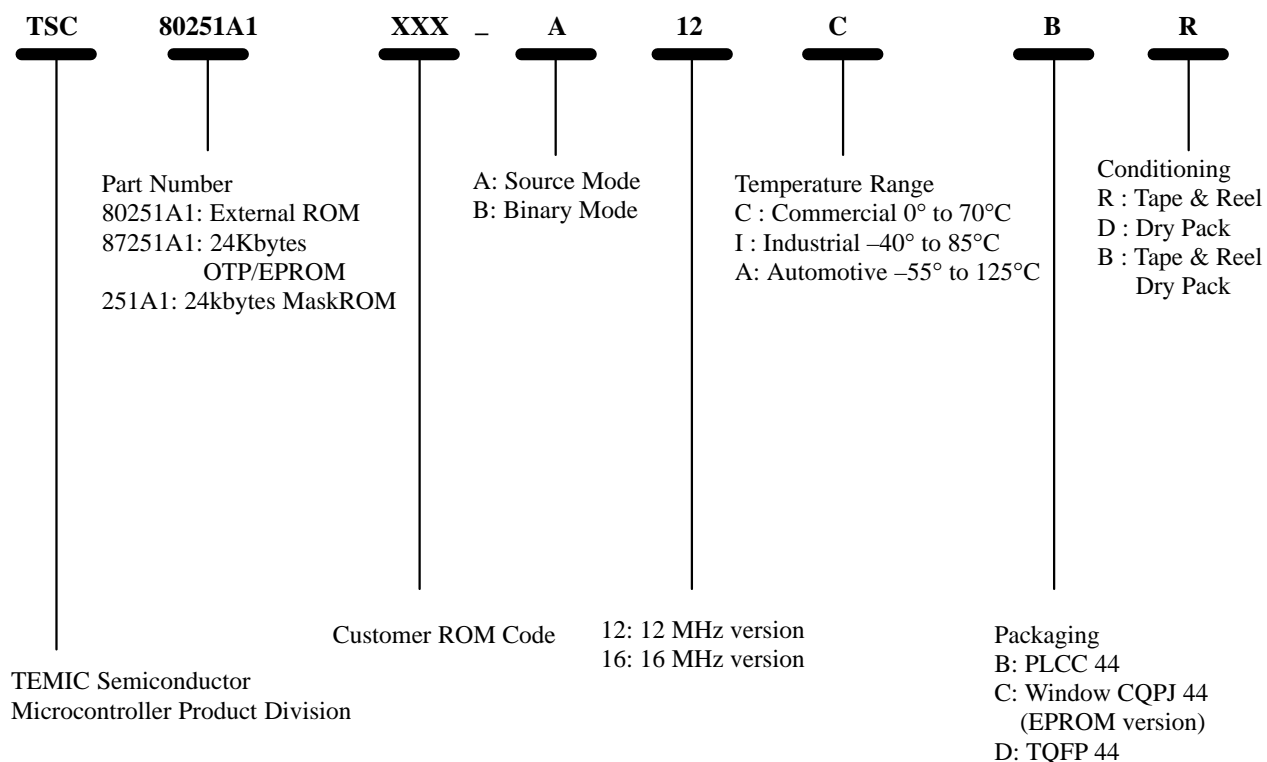 TSC 80251A1 XXX _ A 12 C B R
Part Number
80251A1: External ROM
87251A1: 24Kbytes
OTP/EPROM
251A1: 24kbytes MaskROM
A: Source Mode
B: Binary Mode
Temperature Range
C : Commercial 0° to 70°C
I : Industrial –40° to 85°C
A: Automotive –55° to 125°C
Conditioning
R : Tape & Reel
D : Dry Pack
B : Tape & Reel
Dry Pack
TEMIC Semiconductor
Microcontroller Product Division
Customer ROM Code
12: 12 MHz version
16: 16 MHz version
Packaging
B: PLCC 44
C: Window CQPJ 44
(EPROM version)
D: TQFP 44